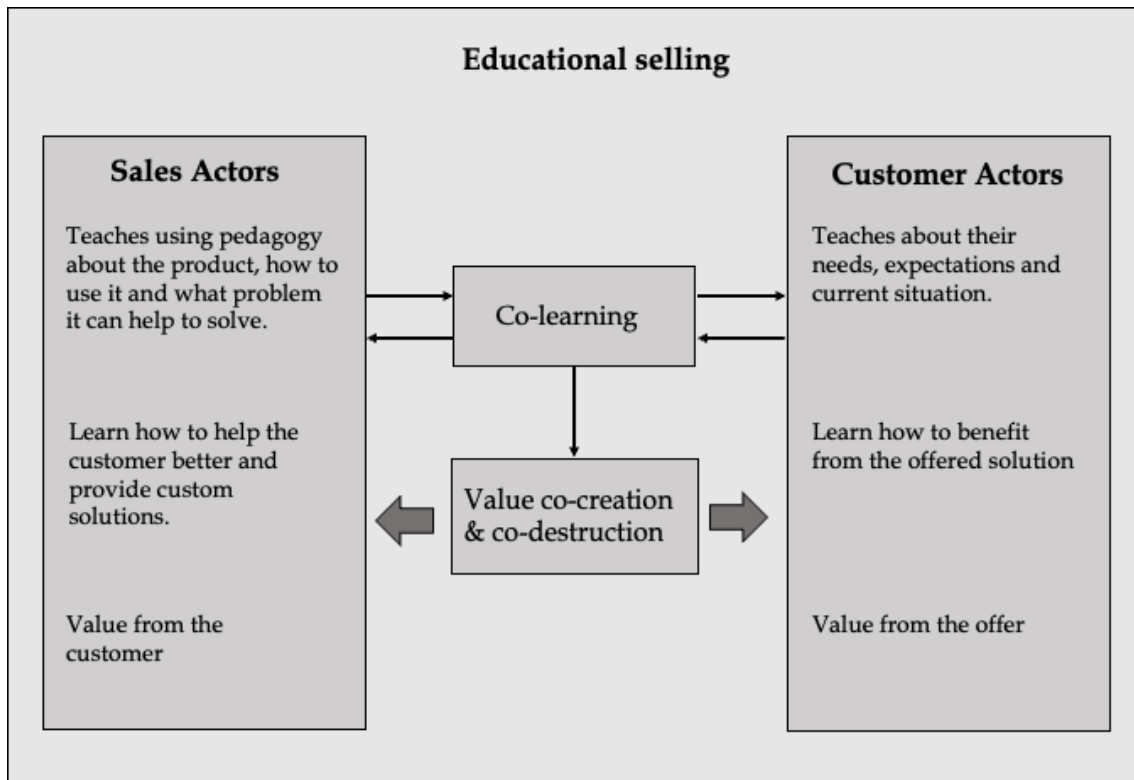 Educational selling
Sales Actors
Teaches using pedagogy
about the product, how to
use it and what problem
it can help to solve.
Learn how to help the
customer better and
provide custom
solutions.
Value from the
customer
Co-learning
Value co-creation
& co-destruction
Customer Actors
Teaches about their
needs, expectations and
current situation.
Learn how to benefit
from the offered solution
Value from the offer